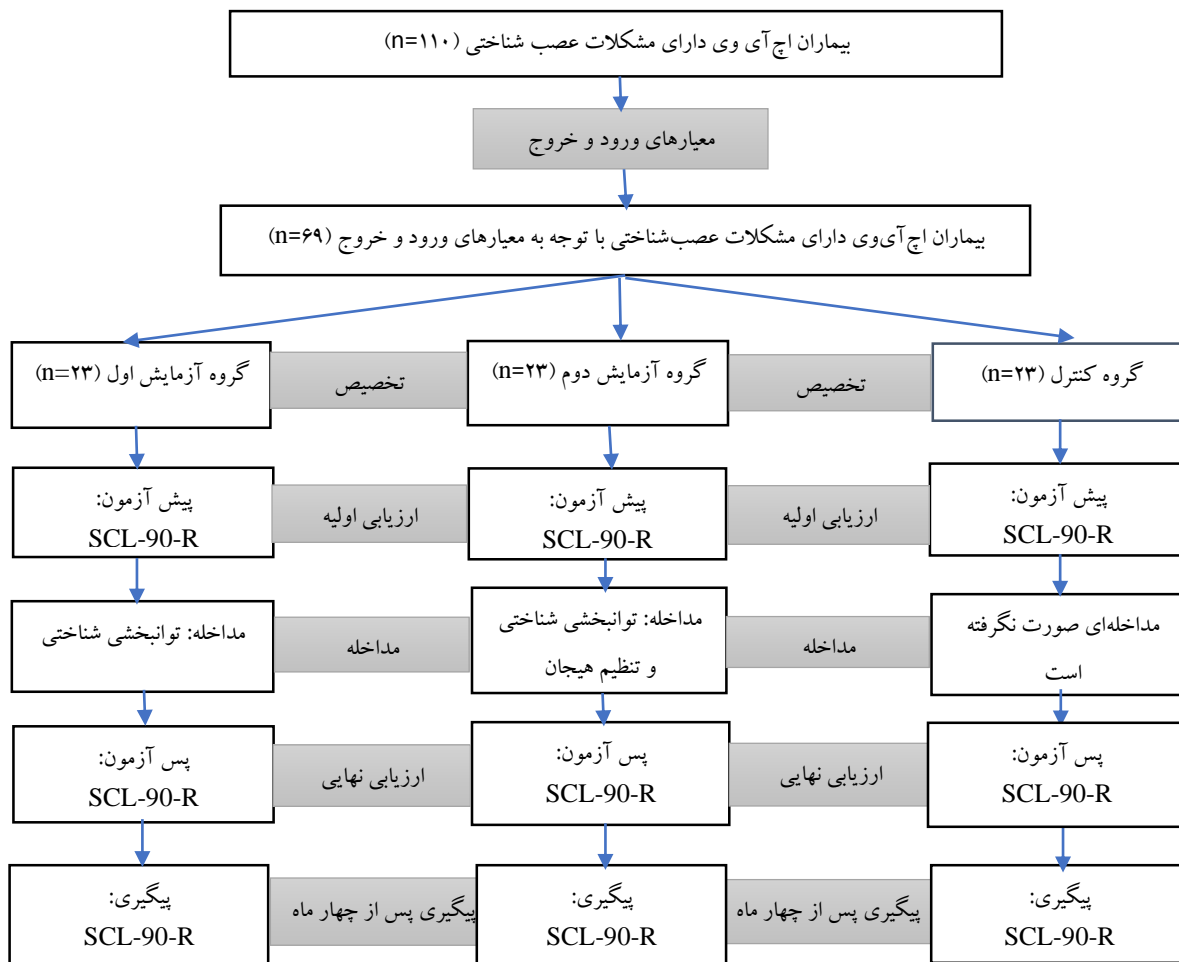 بیماران اچ آی وی دارای مشکلات عصب شناختی (n=۱۱۰)
معیارهای ورود و خروج
بیماران اچ‌آی‌وی دارای مشکلات عصب‌شناختی با توجه به معیارهای ورود و خروج (n=۶۹)
گروه کنترل (n=۲۳)
تخصیص
گروه آزمایش دوم (n=۲۳)
تخصیص
گروه آزمایش اول (n=۲۳)
پیش آزمون:
SCL-90-R
ارزیابی اولیه
پیش آزمون:
SCL-90-R
ارزیابی اولیه
پیش آزمون:
SCL-90-R
مداخله‌ای صورت نگرفته
است
مداخله
مداخله: توانبخشی شناختی
و تنظیم هیجان
مداخله
مداخله: توانبخشی شناختی
پس آزمون:
SCL-90-R
ارزیابی نهایی
پس آزمون:
SCL-90-R
ارزیابی نهایی
پس آزمون:
SCL-90-R
پیگیری:
SCL-90-R
پیگیری پس از چهار ماه
پیگیری:
SCL-90-R
پیگیری پس از چهار ماه
پیگیری:
SCL-90-R